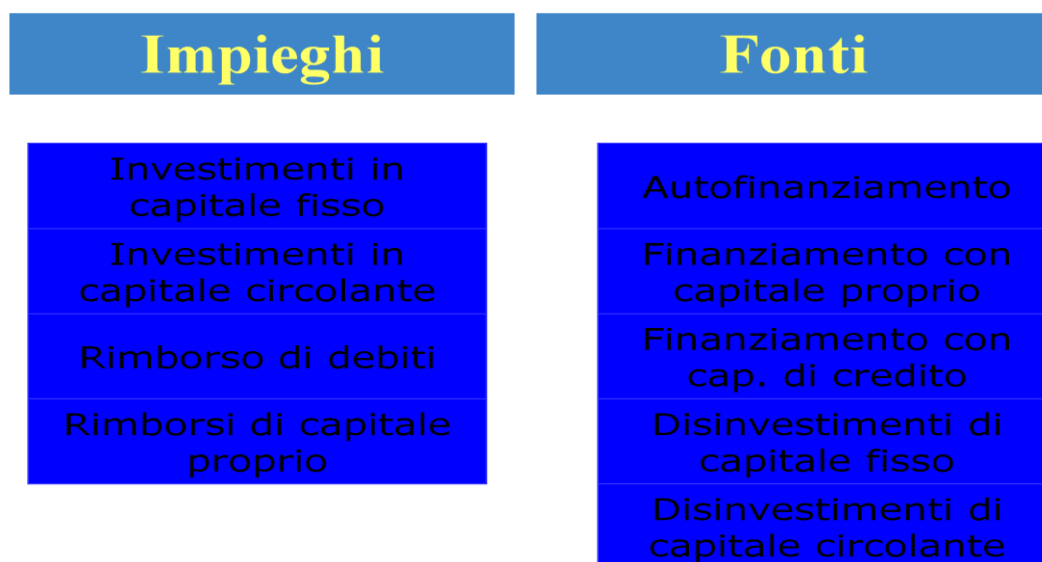 Impieghi
Investimenti in
capitale fisso
Investimenti in
capitale circolante
Rimborso di debiti
Rimborsi di capitale
proprio
Fonti
Autofinanziamento
Finanziamento con
capitale proprio
Finanziamento con
cap. di credito
Disinvestimenti di
capitale fisso
Disinvestimenti di
capitale circolante